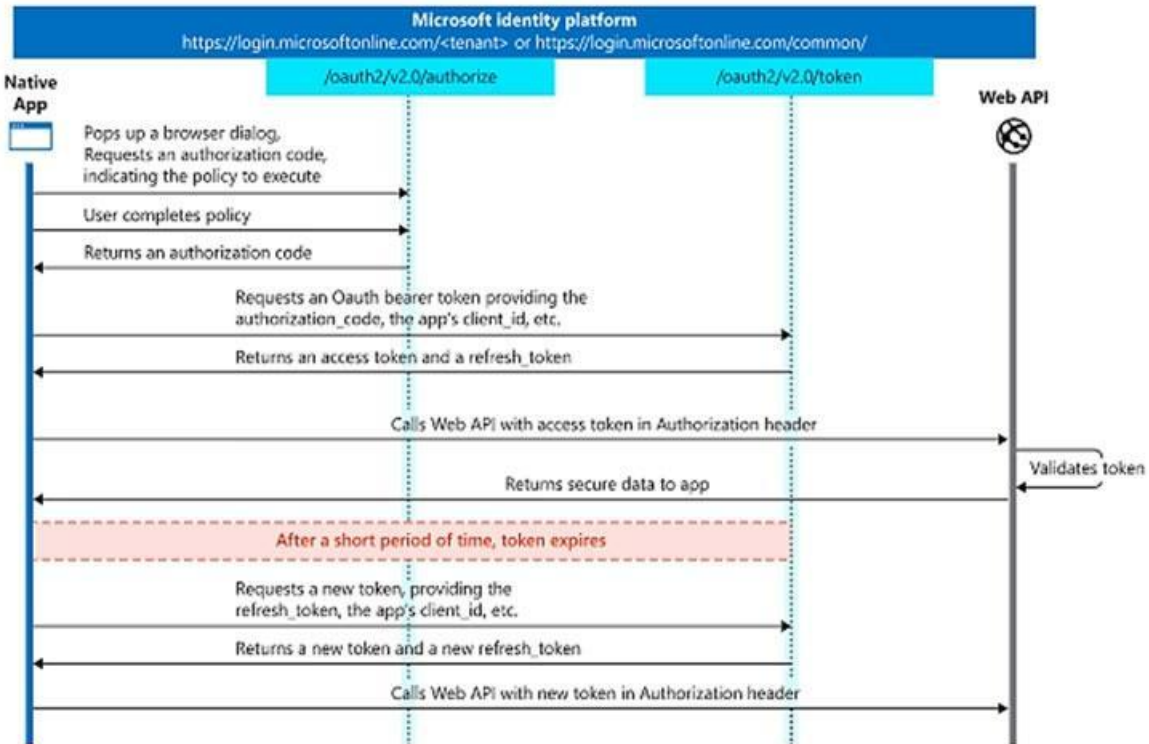 Microsoft identity platform
https://login.microsoftonline.com/<tenant> or https://login.microsoftonline.com/common/
/oauth2/v2.0/authorize
/oauth2/v2.0/token
Native
App
Web API
Pops up a browser dialog,
Requests an authorization code,
indicating the policy to execute
User completes policy
Returns an authorization code
Requests an Oauth bearer token providing the
authorization_code, the app's client_id, etc.
Returns an access token and a refresh_token
Calls Web API with access token in Authorization header
Validates token
Returns secure data to app
After a short period of time, token expires
Requests a new token, providing the
refresh_token, the app's client_id, etc.
Returns a new token and a new refresh_token
Calls Web API with new token in Authorization header